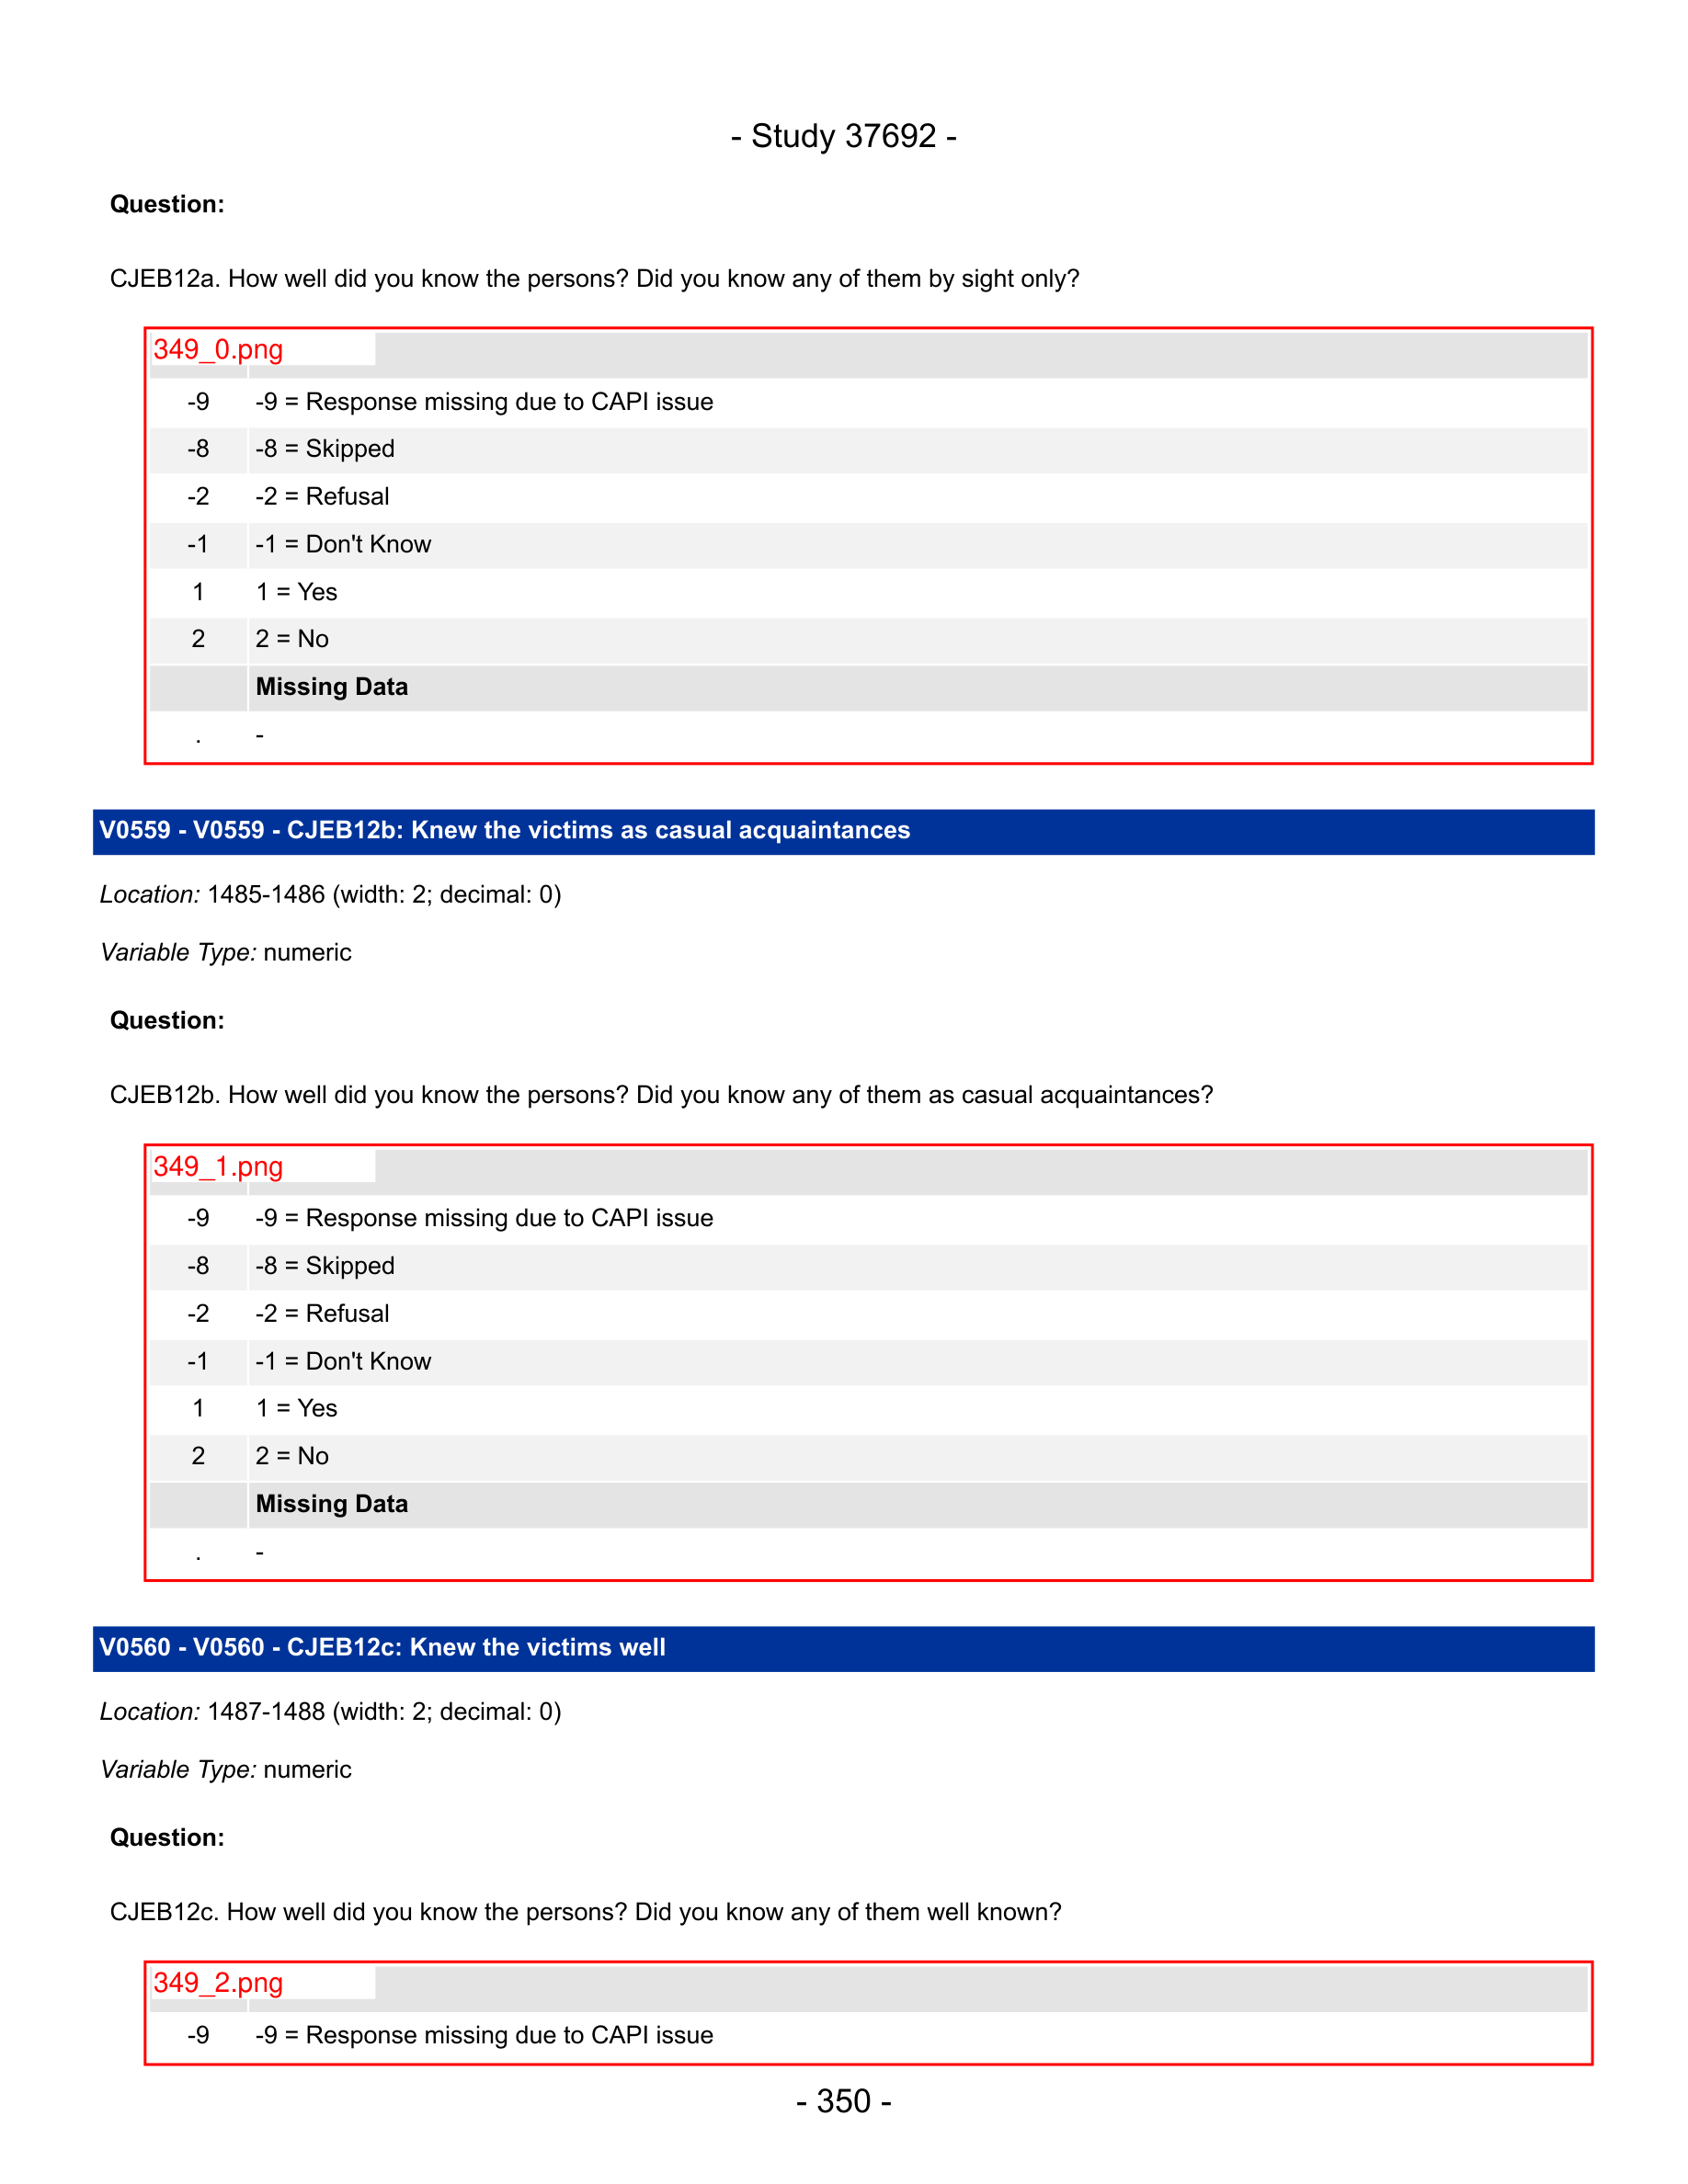 - Study 37692 -
Question:
CJEB12a. How well did you know the persons? Did you know any of them by sight only?
349_0.png
-9 -9 = Response missing due to CAPI issue
-8 -8 = Skipped
-2 -2 = Refusal
-1 -1 = Don't Know
1 1 = Yes
2 2 = No
Missing Data
. -
V0559 - V0559 - CJEB12b: Knew the victims as casual acquaintances
Location: 1485-1486 (width: 2; decimal: 0)
Variable Type: numeric
Question:
CJEB12b. How well did you know the persons? Did you know any of them as casual acquaintances?
349_1.png
-9 -9 = Response missing due to CAPI issue
-8 -8 = Skipped
-2 -2 = Refusal
-1 -1 = Don't Know
1 1 = Yes
2 2 = No
Missing Data
. -
V0560 - V0560 - CJEB12c: Knew the victims well
Location: 1487-1488 (width: 2; decimal: 0)
Variable Type: numeric
Question:
CJEB12c. How well did you know the persons? Did you know any of them well known?
349_2.png
-9 -9 = Response missing due to CAPI issue
- 350 -